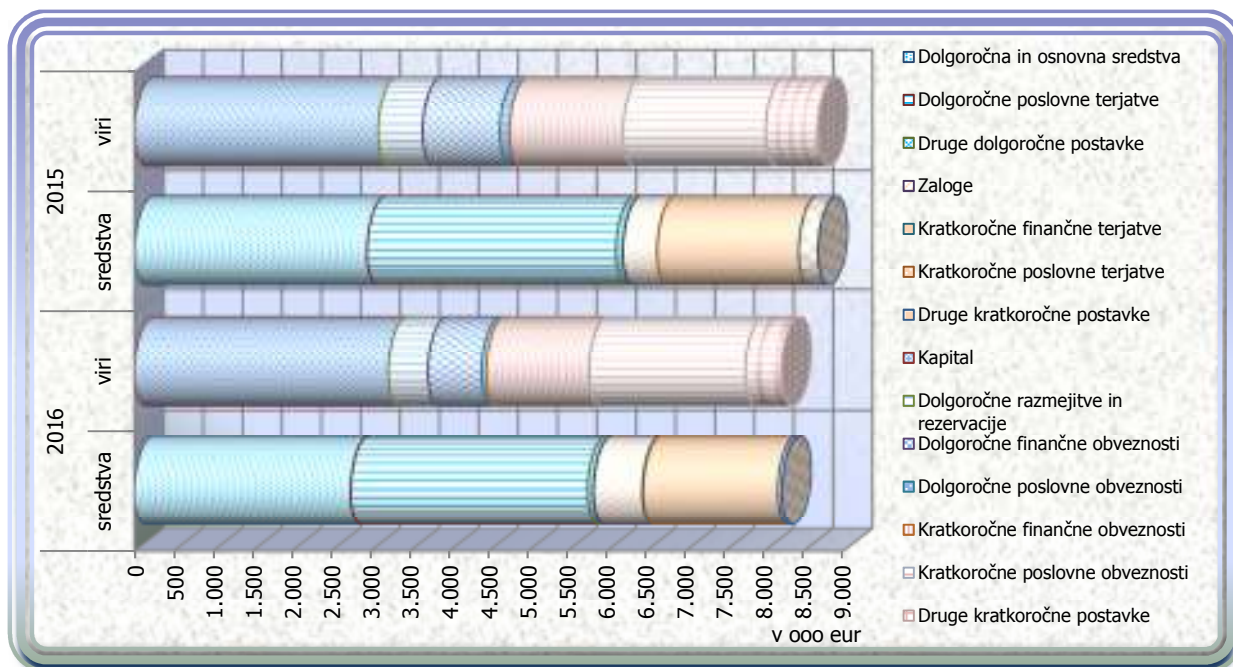 2015
viri
sredstva
2016
viri
sredstva
0
500
1.000
1.500
2.000
2.500
3.000
3.500
4.000
4.500
5.000
5.500
6.000
6.500
7.000
7.500
8.000
8.500
9.000
v ooo eur
Dolgoročna in osnovna sredstva
Dolgoročne poslovne terjatve
Druge dolgoročne postavke
Zaloge
Kratkoročne finančne terjatve
Kratkoročne poslovne terjatve
Druge kratkoročne postavke
Kapital
Dolgoročne razmejitve in
rezervacije
Dolgoročne finančne obveznosti
Dolgoročne poslovne obveznosti
Kratkoročne finančne obveznosti
Kratkoročne poslovne obveznosti
Druge kratkoročne postavke